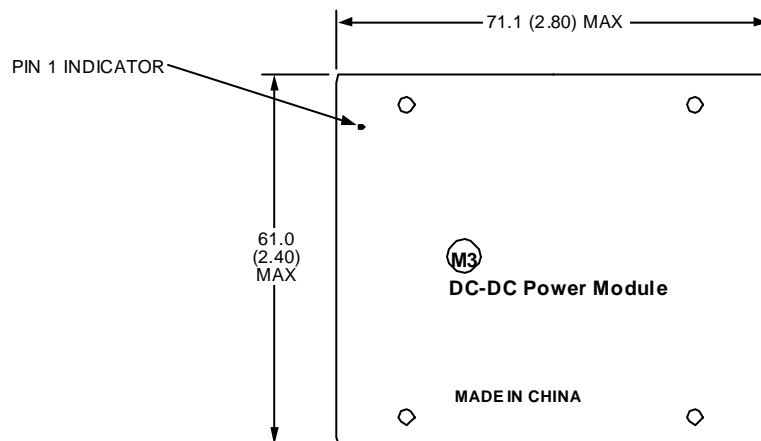 71.1 (2.80) MAX
PIN 1 INDICATOR
61.0
(2.40)
MAX
M3
DC-DC Power Module
MADE IN CHINA